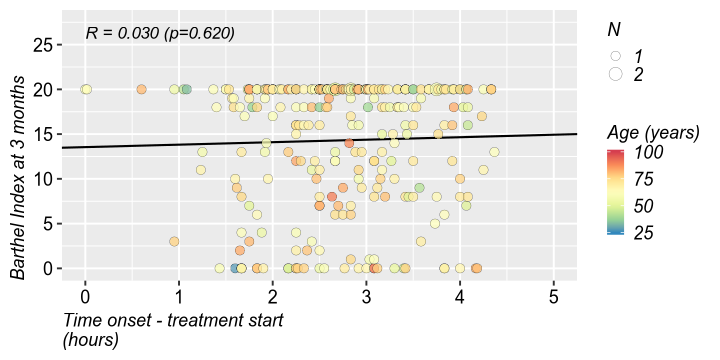 R = 0.030 (p=0.620)
25
20
15
10
5
0
Barthel Index at 3 months
0 1 2 3 4 5
Time onset - treatment start
(hours)
N
1
2
Age (years)
100
75
50
25